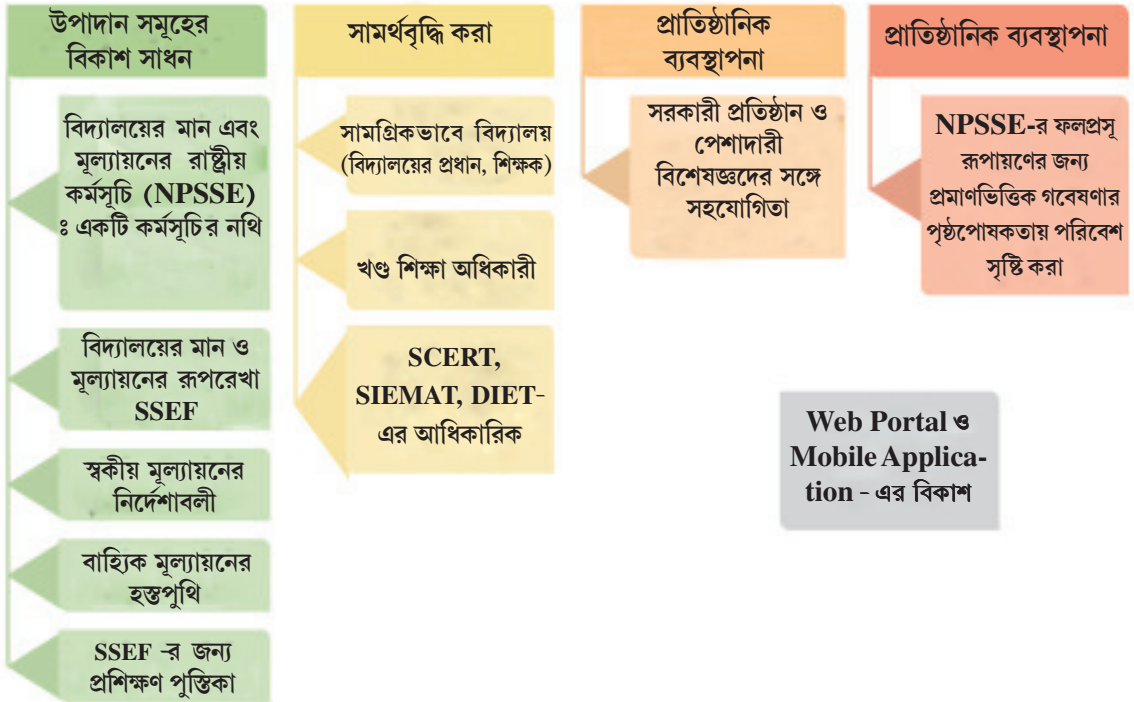 উপাদান সমূহের
বিকাশ সাধন
বিদ্যালয়ের মান এবং
মূল্যায়নের রাষ্ট্রীয়
কর্মসূচি (NPSSE)
ঃ একটি কর্মসূচির নথি
বিদ্যালয়ের মান ও
মূল্যায়নের রূপরেখা
SSEF
স্বকীয় মূল্যায়নের
নির্দেশাবলী
বাহ্যিক মূল্যায়নের
হস্তপুথি
SSEF -র জন্য
প্রশিক্ষণ পুস্তিকা
সামর্থবৃদ্ধি করা
সামগ্রিকভাবে বিদ্যালয়
(বিদ্যালয়ের প্রধান, শিক্ষক)
খণ্ড শিক্ষা অধিকারী
SCERT,
SIEMAT, DIET-
এর আধিকারিক
প্রাতিষ্ঠানিক
ব্যবস্থাপনা
সরকারী প্রতিষ্ঠান ও
পেশাদারী
বিশেষজ্ঞদের সঙ্গে
সহযোগিতা
প্রাতিষ্ঠানিক ব্যবস্থাপনা
NPSSE-র ফলপ্রসূ
রূপায়ণের জন্য
প্রমাণভিত্তিক গবেষণার
পৃষ্ঠপোষকতায় পরিবেশ
সৃষ্টি করা
Web Portal ও
Mobile Applica-
tion - এর বিকাশ